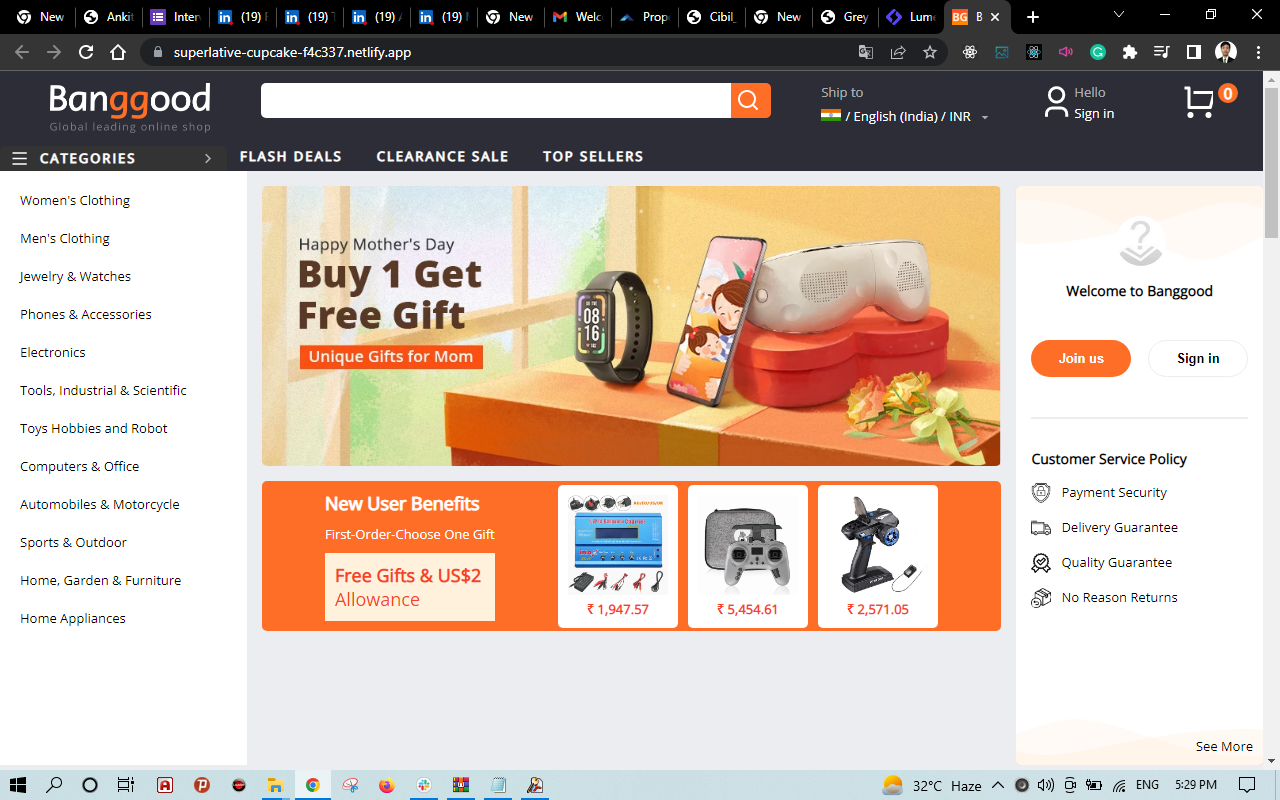 New
Ankit
Inter
(19) F
(19) T
(19) A
(19) N
New
Welc
Prop
Cibil_
New
Grey
Lume
BG B
superlative-cupcake-f4c337.netlify.app
Banggood
Global leading online shop
Ship to
/ English (India) / INR
Hello
Sign in
0
CATEGORIES
FLASH DEALS
CLEARANCE SALE
TOP SELLERS
Women's Clothing
Men's Clothing
Jewelry & Watches
Phones & Accessories
Electronics
Tools, Industrial & Scientific
Toys Hobbies and Robot
Computers & Office
Automobiles & Motorcycle
Sports & Outdoor
Home, Garden & Furniture
Home Appliances
Happy Mother's Day
Buy 1 Get
Free Gift
Unique Gifts for Mom
08
16
New User Benefits
First-Order-Choose One Gift
Free Gifts & US$2
Allowance
₹ 1,947.57
₹ 5,454.61
₹ 2,571.05
Welcome to Banggood
Join us
Sign in
Customer Service Policy
Payment Security
Delivery Guarantee
Quality Guarantee
No Reason Returns
See More
32°C Haze
ENG
5:29 PM